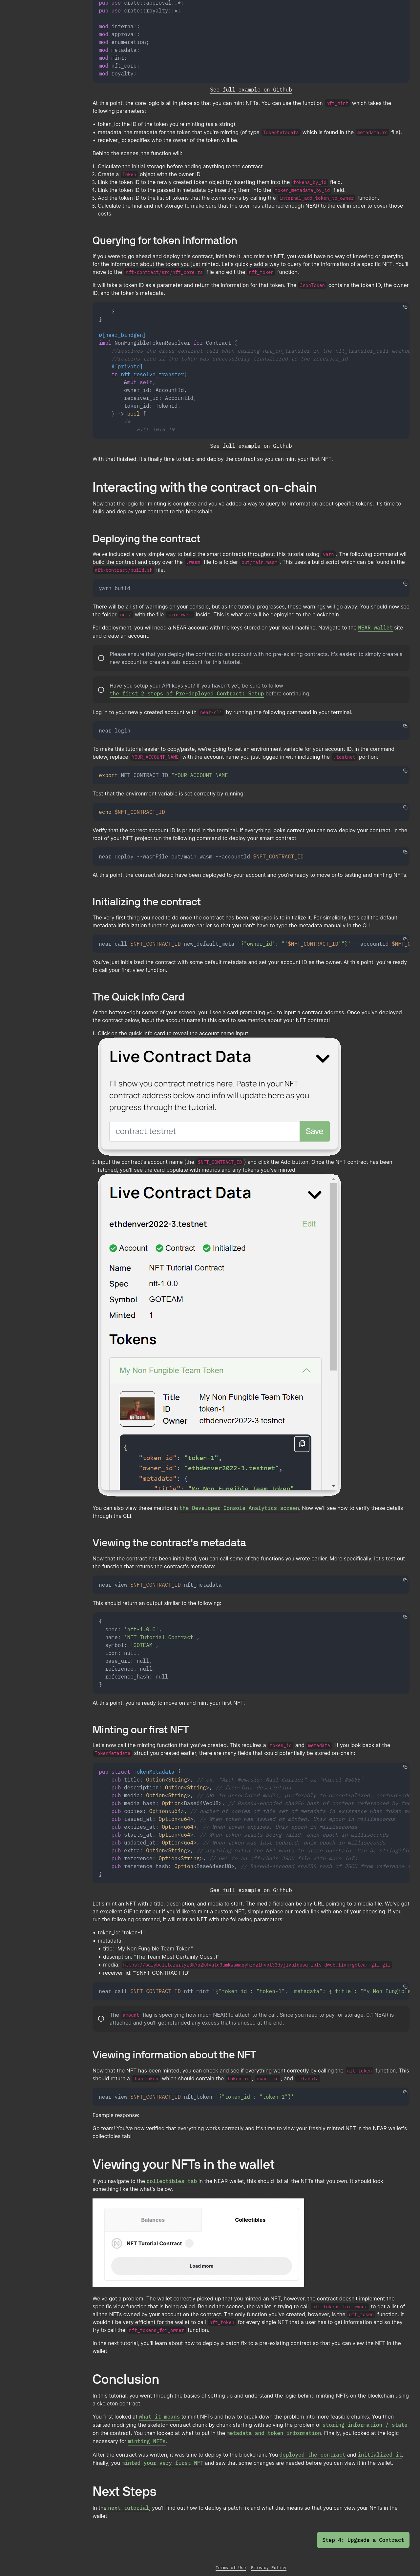 pub use crate::approval::*;
pub use crate::royalty::*;
mod internal;
mod approval;
mod enumeration;
mod metadata;
mod mint;
mod nft_core;
mod royalty;
See full example on Github
At this point, the core logic is all in place so that you can mint NFTs. You can use the function nft_mint which takes the
following parameters:
• token_id: the ID of the token you're minting (as a string).
• metadata: the metadata for the token that you're minting (of type TokenMetadata which is found in the metadata.rs file).
• receiver_id: specifies who the owner of the token will be.
Behind the scenes, the function will:
1. Calculate the initial storage before adding anything to the contract
2. Create a Token object with the owner ID
3. Link the token ID to the newly created token object by inserting them into the tokens_by_id field.
4. Link the token ID to the passed in metadata by inserting them into the token_metadata_by_id field.
5. Add the token ID to the list of tokens that the owner owns by calling the internal_add_token_to_owner function.
6. Calculate the final and net storage to make sure that the user has attached enough NEAR to the call in order to cover those
costs.
Querying for token information
If you were to go ahead and deploy this contract, initialize it, and mint an NFT, you would have no way of knowing or querying
for the information about the token you just minted. Let's quickly add a way to query for the information of a specific NFT. You'll
move to the nft-contract/src/nft_core.rs file and edit the nft_token function.
It will take a token ID as a parameter and return the information for that token. The JsonToken contains the token ID, the owner
ID, and the token's metadata.
}
}
#[near_bindgen]
impl NonFungibleTokenResolver for Contract {
//resolves the cross contract call when calling nft_on_transfer in the nft_transfer_call method
//returns true if the token was successfully transferred to the receiver_id
#[private]
fn nft_resolve_transfer(
&mut self,
owner_id: AccountId,
receiver_id: AccountId,
token_id: TokenId,
) -> bool {
/*
FILL THIS IN
See full example on Github
With that finished, it's finally time to build and deploy the contract so you can mint your first NFT.
Interacting with the contract on-chain
Now that the logic for minting is complete and you've added a way to query for information about specific tokens, it's time to
build and deploy your contract to the blockchain.
Deploying the contract
We've included a very simple way to build the smart contracts throughout this tutorial using yarn . The following command will
build the contract and copy over the .wasm file to a folder out/main.wasm . This uses a build script which can be found in the
nft-contract/build.sh file.
yarn build
There will be a list of warnings on your console, but as the tutorial progresses, these warnings will go away. You should now see
the folder out/ with the file main.wasm inside. This is what we will be deploying to the blockchain.
For deployment, you will need a NEAR account with the keys stored on your local machine. Navigate to the NEAR wallet site
and create an account.
Please ensure that you deploy the contract to an account with no pre-existing contracts. It's easiest to simply create a
new account or create a sub-account for this tutorial.
Have you setup your API keys yet? If you haven't yet, be sure to follow
the first 2 steps of Pre-deployed Contract: Setup before continuing.
Log in to your newly created account with near-cli by running the following command in your terminal.
near login
To make this tutorial easier to copy/paste, we're going to set an environment variable for your account ID. In the command
below, replace YOUR_ACCOUNT_NAME with the account name you just logged in with including the .testnet portion:
export NFT_CONTRACT_ID="YOUR_ACCOUNT_NAME"
Test that the environment variable is set correctly by running:
echo $NFT_CONTRACT_ID
Verify that the correct account ID is printed in the terminal. If everything looks correct you can now deploy your contract. In the
root of your NFT project run the following command to deploy your smart contract.
near deploy --wasmFile out/main.wasm --accountId $NFT_CONTRACT_ID
At this point, the contract should have been deployed to your account and you're ready to move onto testing and minting NFTs.
Initializing the contract
The very first thing you need to do once the contract has been deployed is to initialize it. For simplicity, let's call the default
metadata initialization function you wrote earlier so that you don't have to type the metadata manually in the CLI.
near call $NFT_CONTRACT_ID new_default_meta '{"owner_id": "'$NFT_CONTRACT_ID'"}' --accountId $NFT_C
You've just initialized the contract with some default metadata and set your account ID as the owner. At this point, you're ready
to call your first view function.
The Quick Info Card
At the bottom-right corner of your screen, you'll see a card prompting you to input a contract address. Once you've deployed
the contract below, input the account name in this card to see metrics about your NFT contract!
1. Click on the quick info card to reveal the account name input.
Live Contract Data
I'll show you contract metrics here. Paste in your NFT
contract address (and init arguments) and I'll update here as you
progress through the tutorial.
contract.testnet
Save
2. Input the contract's account name (the $NFT_CONTRACT_ID ) and click the Add button. Once the NFT contract has been
fetched, you'll see the card populate with metrics and any tokens you've minted.
Live Contract Data
ethdenver2022-3.testnet Edit
Account Contract Initialized
Name NFT Tutorial Contract
Spec nft-1.0.0
Symbol GOTEAM
Minted 1
Tokens
My Non Fungible Team Token
Title My Non Fungible Team Token
ID token-1
Owner ethdenver2022-3.testnet
{
"token_id": "token-1",
"owner_id": "ethdenver2022-3.testnet",
"metadata": {
"title": "My Non Fungible Team Token",
You can also view these metrics in the Developer Console Analytics screen. Now we'll see how to verify these details
through the CLI.
Viewing the contract's metadata
Now that the contract has been initialized, you can call some of the functions you wrote earlier. More specifically, let's test out
the function that returns the contract's metadata:
near view $NFT_CONTRACT_ID nft_metadata
This should return an output similar to the following:
{
spec: 'nft-1.0.0',
name: 'NFT Tutorial Contract',
symbol: 'GOTEAM',
icon: null,
base_uri: null,
reference: null,
reference_hash: null
}
At this point, you're ready to move on and mint your first NFT.
Minting our first NFT
Let's now call the minting function that you've created. This requires a token_id and metadata . If you look back at the
TokenMetadata struct you created earlier, there are many fields that could potentially be stored on-chain:
pub struct TokenMetadata {
pub title: Option<String>, // ex. "Arch Nemesis: Mail Carrier" or "Parcel #5055"
pub description: Option<String>, // free-form description
pub media: Option<String>, // URL to associated media, preferably to decentralized, content-add
pub media_hash: Option<Base64VecU8>, // Base64-encoded sha256 hash of content referenced by the
pub copies: Option<u64>, // number of copies of this set of metadata in existence when token mi
pub issued_at: Option<u64>, // When token was issued or minted, Unix epoch in milliseconds
pub expires_at: Option<u64>, // When token expires, Unix epoch in milliseconds
pub starts_at: Option<u64>, // When token starts being valid, Unix epoch in milliseconds
pub updated_at: Option<u64>, // When token was last updated, Unix epoch in milliseconds
pub extra: Option<String>, // anything extra the NFT wants to store on-chain. Can be stringifie
pub reference: Option<String>, // URL to an off-chain JSON file with more info.
pub reference_hash: Option<Base64VecU8>, // Base64-encoded sha256 hash of JSON from reference f
}
See full example on Github
Let's mint an NFT with a title, description, and media to start. The media field can be any URL pointing to a media file. We've got
an excellent GIF to mint but if you'd like to mint a custom NFT, simply replace our media link with one of your choosing. If you
run the following command, it will mint an NFT with the following parameters:
• token_id: "token-1"
• metadata:
• title: "My Non Fungible Team Token"
• description: "The Team Most Certainly Goes :)"
• media:
• receiver_id: "'$NFT_CONTRACT_ID'"
near call $NFT_CONTRACT_ID nft_mint '{"token_id": "token-1", "metadata": {"title": "My Non Fungible
The amount flag is specifying how much NEAR to attach to the call. Since you need to pay for storage, 0.1 NEAR is
attached and you'll get refunded any excess that is unused at the end.
Viewing information about the NFT
Now that the NFT has been minted, you can check and see if everything went correctly by calling the nft_token function. This
should return a JsonToken which should contain the token_id , owner_id , and metadata .
near view $NFT_CONTRACT_ID nft_token '{"token_id": "token-1"}'
Example response:
Go team! You've now verified that everything works correctly and it's time to view your freshly minted NFT in the NEAR wallet's
collectibles tab!
Viewing your NFTs in the wallet
If you navigate to the collectibles tab in the NEAR wallet, this should list all the NFTs that you own. It should look
something like the what's below.
Balances Collectibles
NFT Tutorial Contract
Load more
We've got a problem. The wallet correctly picked up that you minted an NFT, however, the contract doesn't implement the
specific view function that is being called. Behind the scenes, the wallet is trying to call nft_tokens_for_owner to get a list of
all the NFTs owned by your account on the contract. The only function you've created, however, is the nft_token function. It
wouldn't be very efficient for the wallet to call nft_token for every single NFT that a user has to get information and so they
try to call the nft_tokens_for_owner function.
In the next tutorial, you'll learn about how to deploy a patch fix to a pre-existing contract so that you can view the NFT in the
wallet.
Conclusion
In this tutorial, you went through the basics of setting up and understand the logic behind minting NFTs on the blockchain using
a skeleton contract.
You first looked at what it means to mint NFTs and how to break down the problem into more feasible chunks. You then
started modifying the skeleton contract chunk by chunk starting with solving the problem of storing information / state
on the contract. You then looked at what to put in the metadata and token information. Finally, you looked at the logic
necessary for minting NFTs.
After the contract was written, it was time to deploy to the blockchain. You deployed the contract and initialized it.
Finally, you minted your very first NFT and saw that some changes are needed before you can view it in the wallet.
Next Steps
In the next tutorial, you'll find out how to deploy a patch fix and what that means so that you can view your NFTs in the
wallet.
Step 4: Upgrade a Contract
Terms of Use Privacy Policy